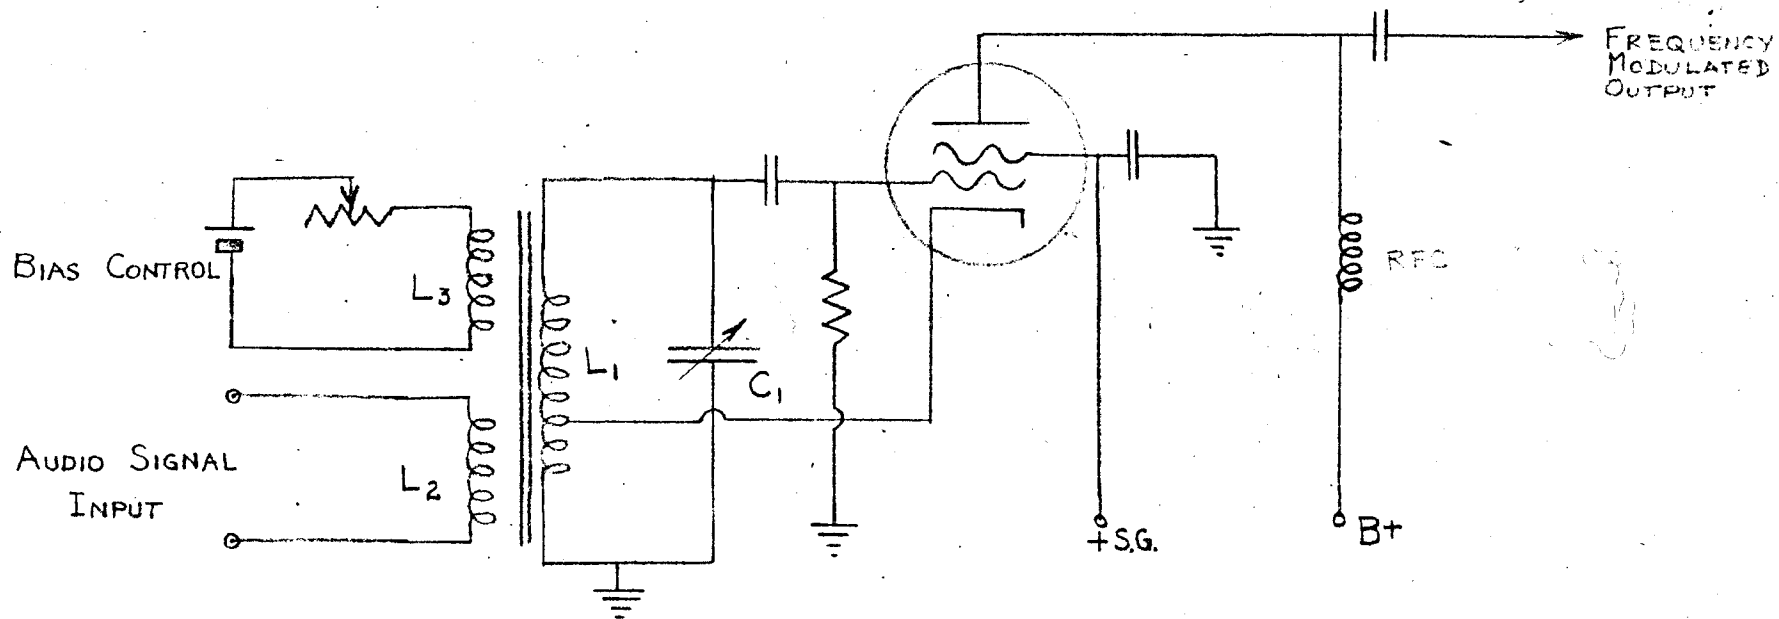 FREQUENCY
MODULATED
OUTPUT
BIAS CONTROL
L3
L1
C1
RFC
AUDIO SIGNAL
INPUT
L2
+S.G.
B+